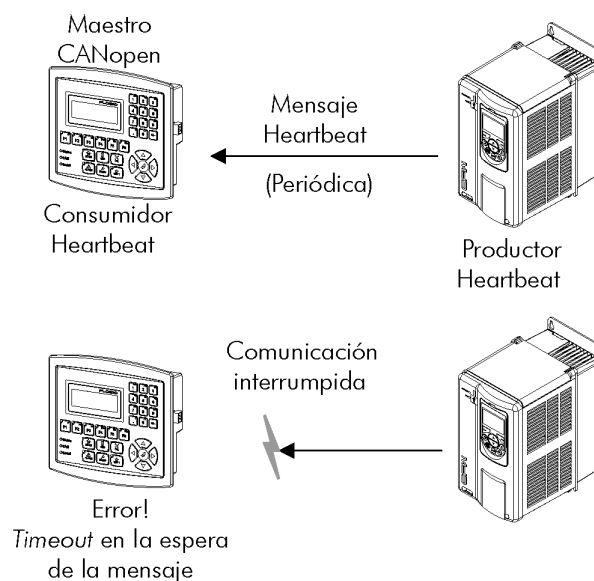 Maestro
CANopen
Mensaje
Heartbeat
(Periódica)
Consumidor
Heartbeat
Productor
Heartbeat
Comunicación
interrumpida
Error!
Timeout en la espera
de la mensaje